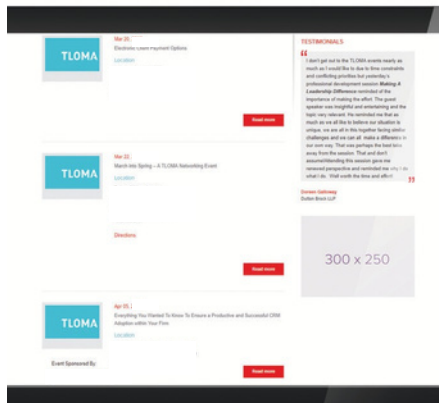 TLOMA
Mar 20,
Electronic Payment Options
Location
Read more
TLOMA
Mar 22,
March into Spring – A TLOMA Networking Event
Location
Directions
Read more
TLOMA
Apr 05,
Everything You Wanted To Know To Ensure a Productive and Successful CRM
Adoption within Your Firm
Location
Event Sponsored By:
Read more
TESTIMONIALS
“
I don't get out to the TLOMA events nearly as
much as I would like to due to time constraints
and conflicting priorities but yesterday's
professional development session Making A
Leadership Difference reminded of the
importance of making the effort. The guest
speaker was insightful and entertaining and the
topic very relevant. He reminded me that as
much as we all like to believe our situation is
unique, we are all in this together facing similar
challenges and we can all make a difference in
our own way. That was perhaps the best take
away from the session. That and don't
assume!Attending this session gave me
renewed perspective and reminded me why I do
what I do. Well worth the time and effort!
”
Doreen Galloway
Dutton Brock LLP
300 x 250